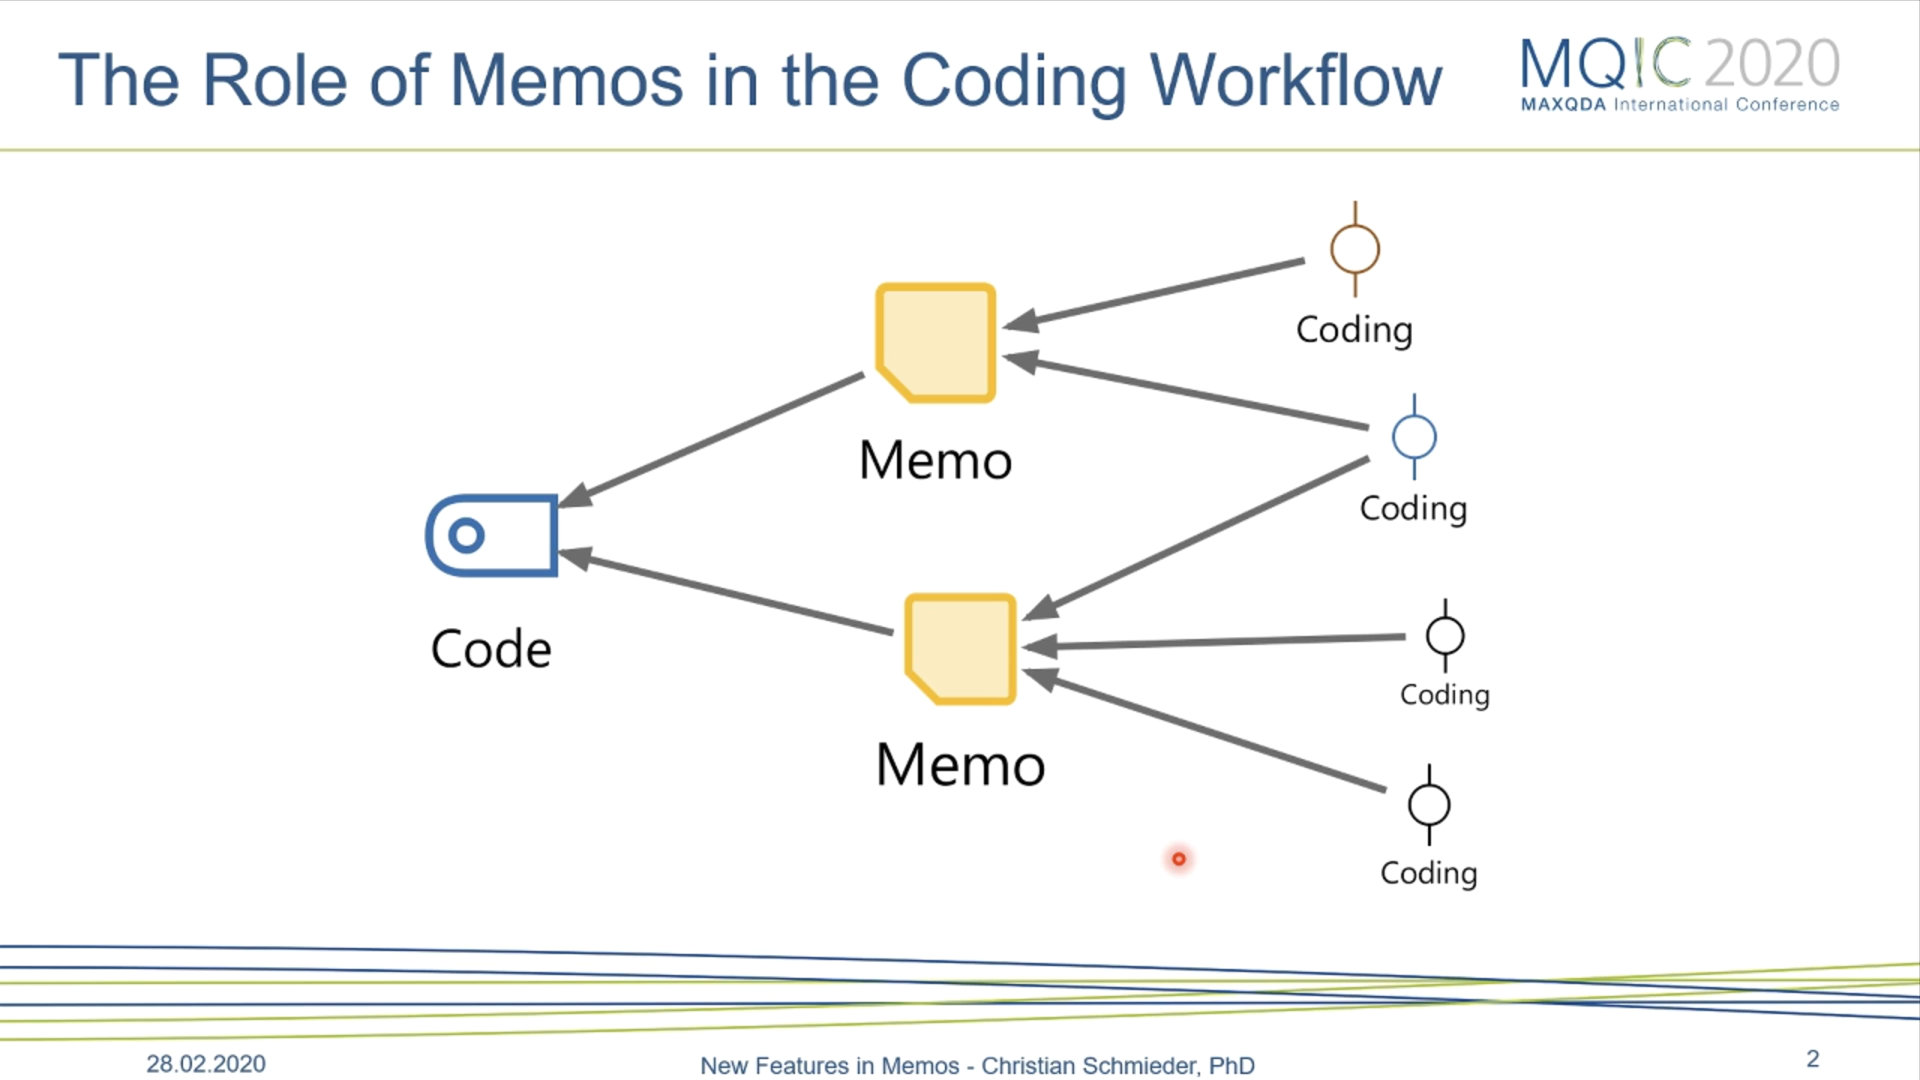 The Role of Memos in the Coding Workflow
MQIC 2020
MAXQDA International Conference
Coding
Memo
Coding
Code
Coding
Memo
Coding
28.02.2020
New Features in Memos - Christian Schmieder, PhD
2